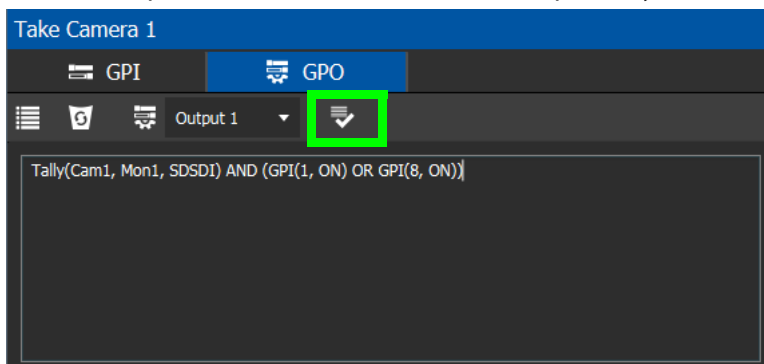 Take Camera 1
GPI
GPO
Output 1
Tally(Cam1, Mon1, SDSDI) AND (GPI(1, ON) OR GPI(8, ON))